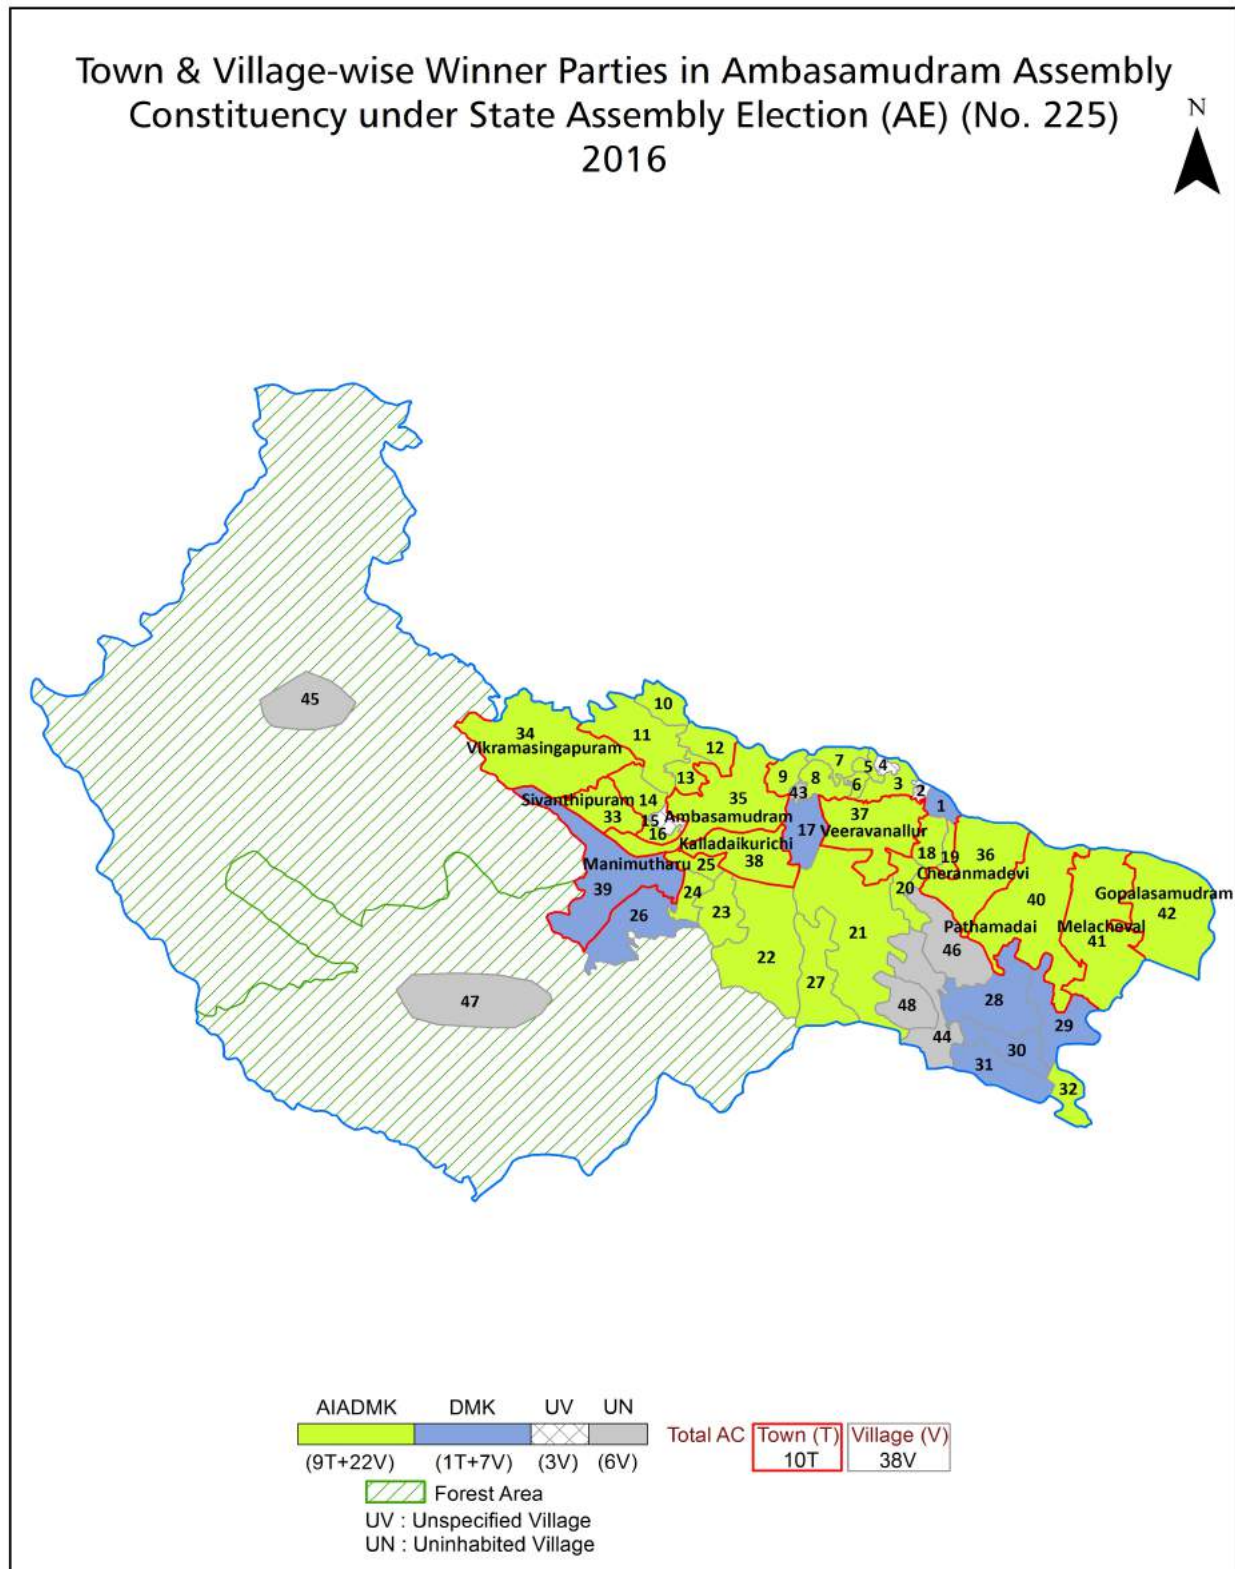 Town & Village-wise Winner Parties in Ambasamudram Assembly
Constituency under State Assembly Election (AE) (No. 225)
2016
N
45
10
34
11
Vikramasingapuram
12
7
5
4
13
9
8
6
3
2
43
Sivanthipuram
14
35
1
33
15
Ambasamudram
37
16
17
Veeravanallur
Kalladaikurichi
18
19
36
Manimutharu
25
38
Cheranmadevi
39
24
20
40
Gopalasamudram
26
23
42
21
Pathamadai
Melacheval
41
22
46
27
47
48
28
29
44
30
31
32
AIADMK DMK UV UN
Total AC Town (T) Village (V)
10T 38V
(9T+22V) (1T+7V) (3V) (6V)
Forest Area
UV : Unspecified Village
UN : Uninhabited Village